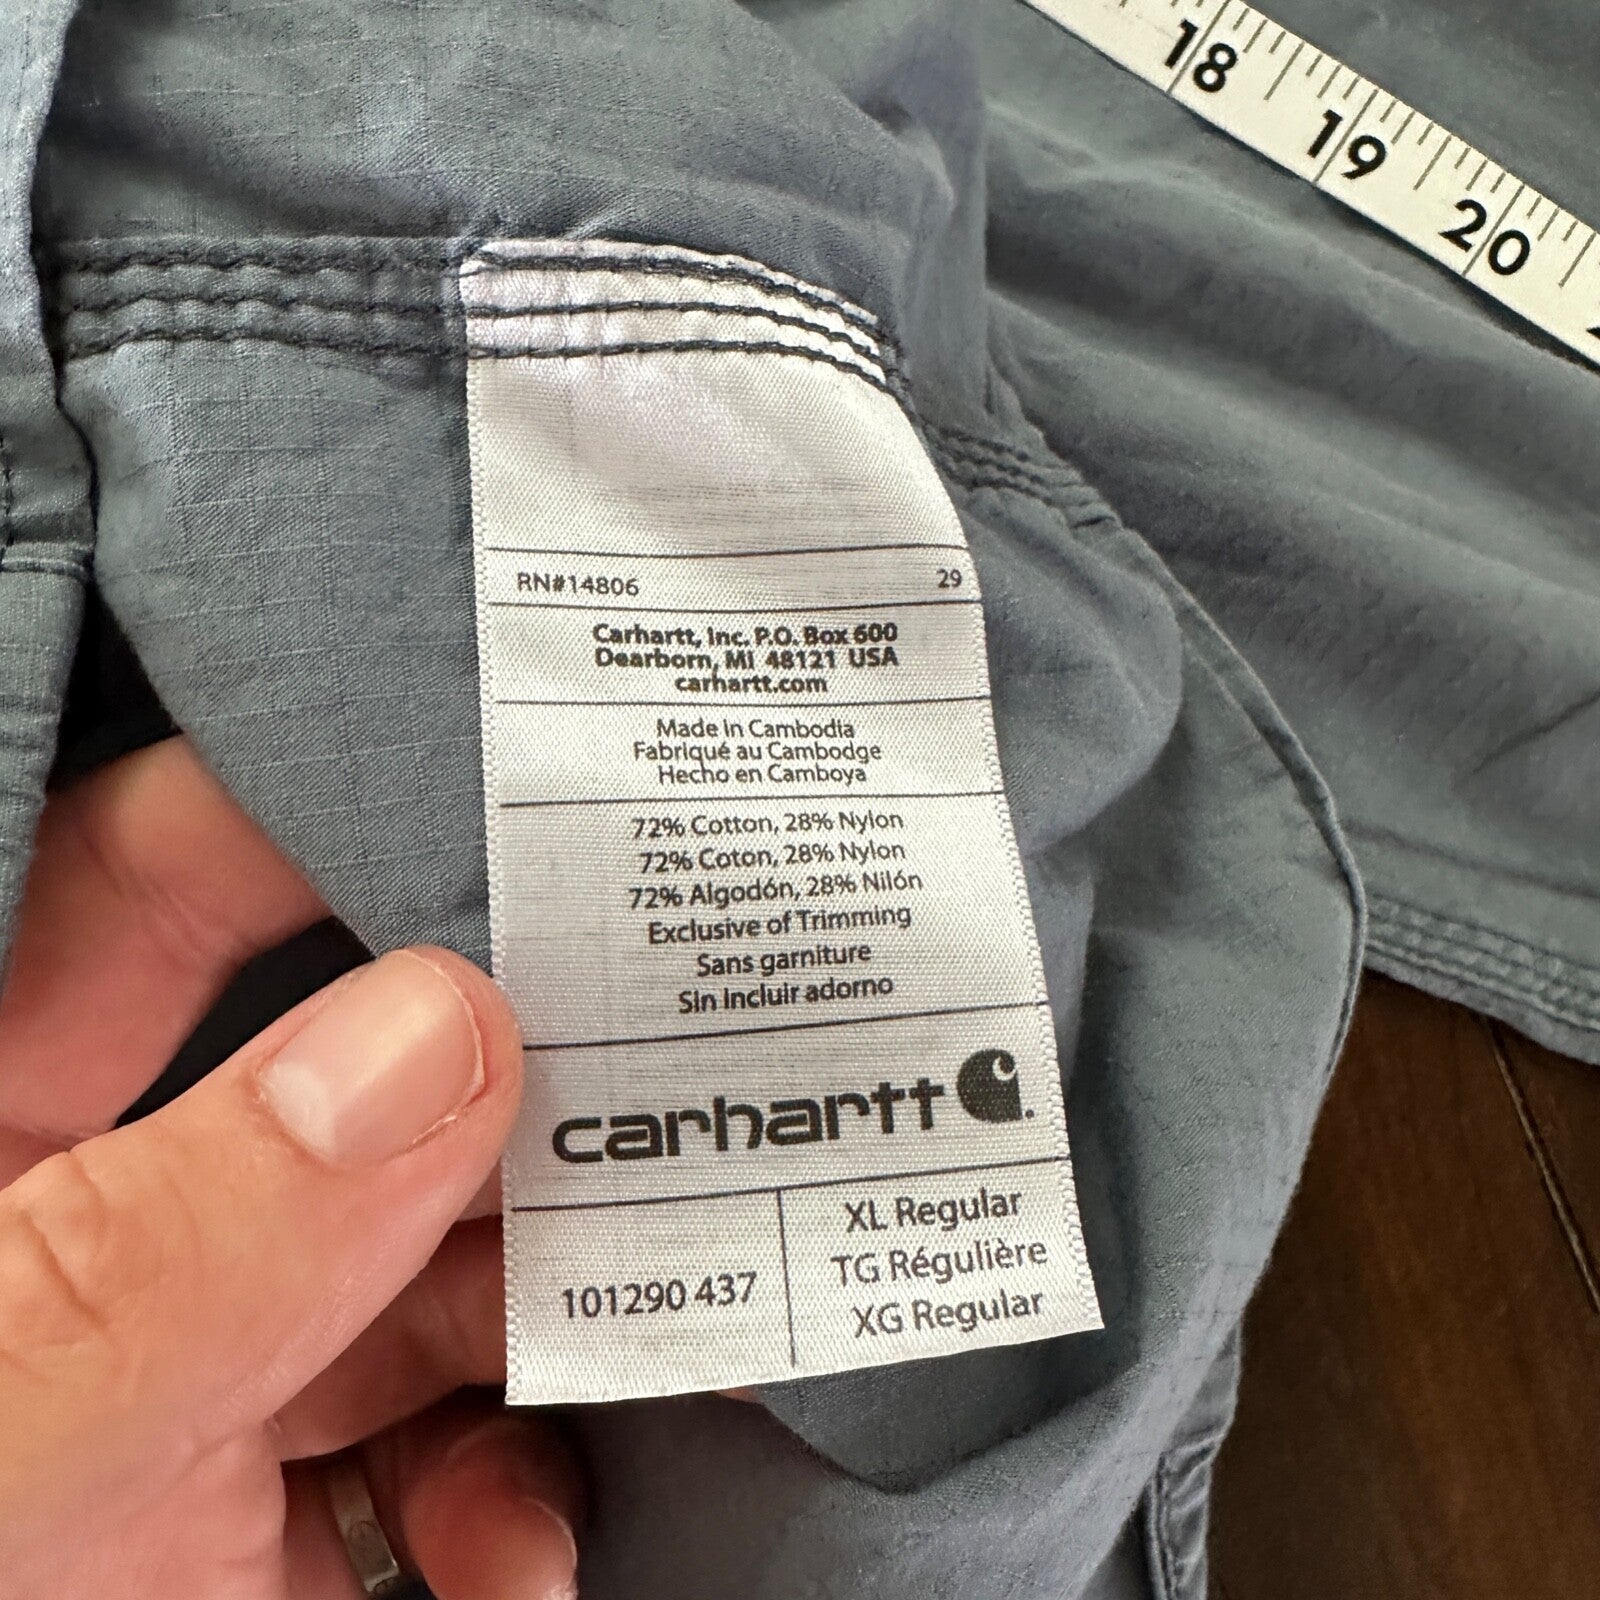 18
19
20
RN#14806 29
Carhartt, Inc. P.O. Box 600
Dearborn, MI 48121 USA
carhartt.com
Made in Cambodia
Fabriqué au Cambodge
Hecho en Camboya
72% Cotton, 28% Nylon
72% Coton, 28% Nylon
72% Algodón, 28% Nilón
Exclusive of Trimming
Sans garniture
Sin incluir adorno
carhartt
101290 437
XL Regular
TG Régulière
XG Regular